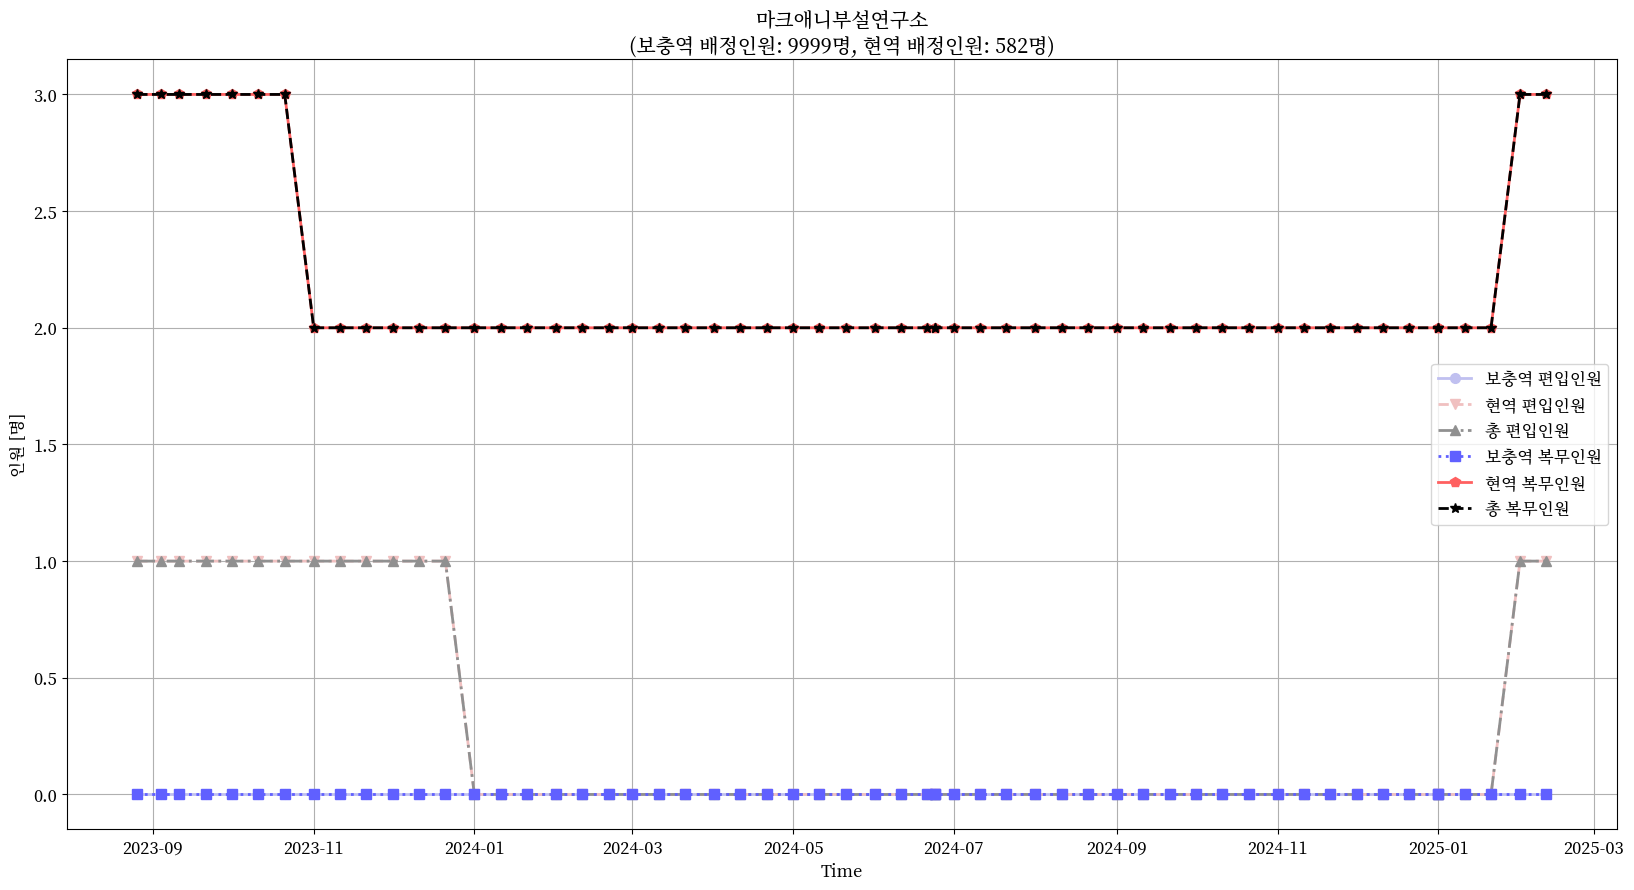 마크애니부설연구소
(보충역 배정인원: 9999명, 현역 배정인원: 582명)
인원 [명]
3.0
2.5
2.0
1.5
1.0
0.5
0.0
보충역 편입인원
현역 편입인원
총 편입인원
보충역 복무인원
현역 복무인원
총 복무인원
2023-09 2023-11 2024-01 2024-03 2024-05 2024-07 2024-09 2024-11 2025-01 2025-03
Time